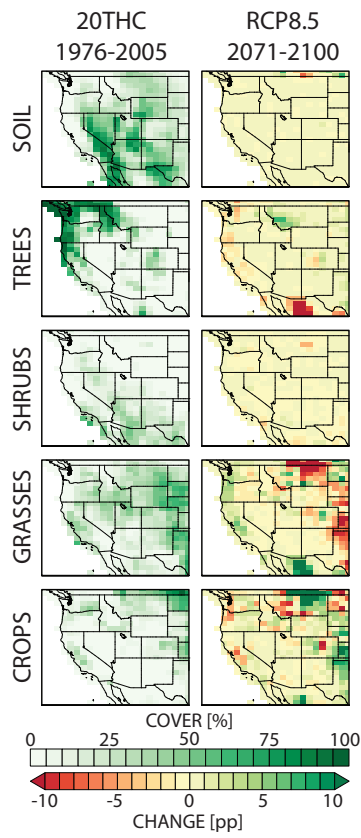 20THC RCP8.5
1976-2005 2071-2100
SOIL
TREES
SHRUBS
GRASSES
CROPS
COVER [%]
0 25 50 75 100
-10 -5 0 5 10
CHANGE [pp]